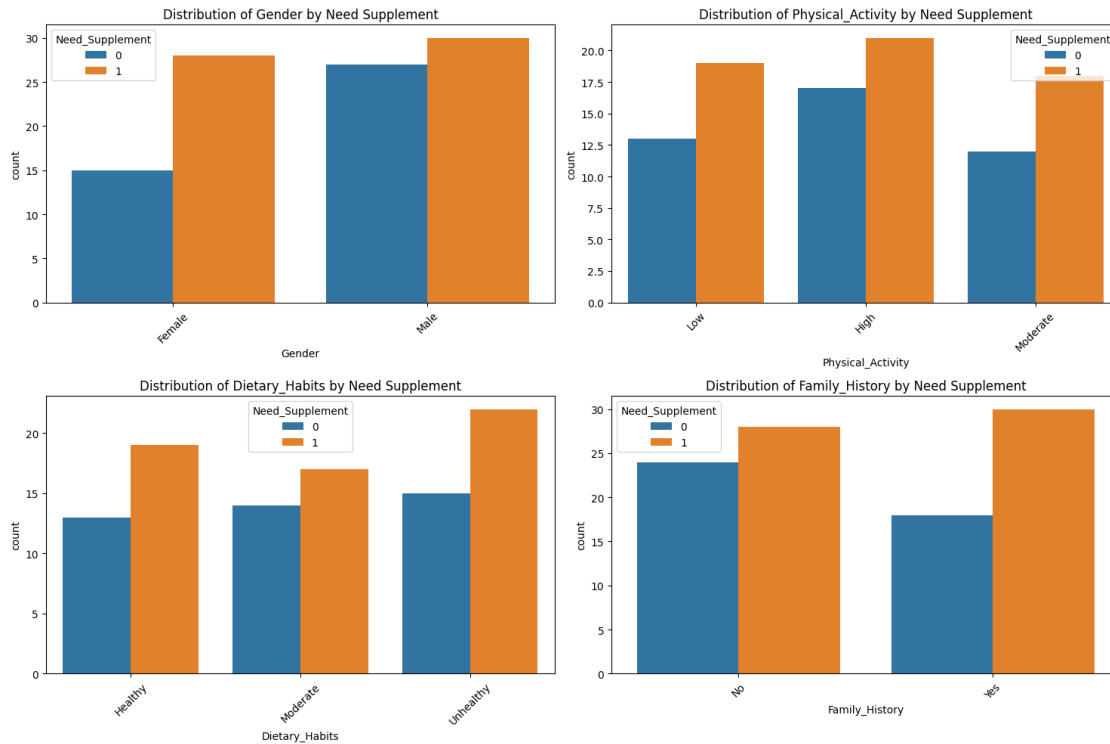 Distribution of Gender by Need Supplement
Need_Supplement
0
1
30
25
20
15
10
5
0
count
Female
Male
Gender
Distribution of Physical_Activity by Need Supplement
Need_Supplement
0
1
20.0
17.5
15.0
12.5
10.0
7.5
5.0
2.5
0.0
count
Low
High
Moderate
Physical_Activity
Distribution of Dietary_Habits by Need Supplement
Need_Supplement
0
1
20
15
10
5
0
count
Healthy
Moderate
Unhealthy
Dietary_Habits
Distribution of Family_History by Need Supplement
Need_Supplement
0
1
30
25
20
15
10
5
0
count
No
Yes
Family_History